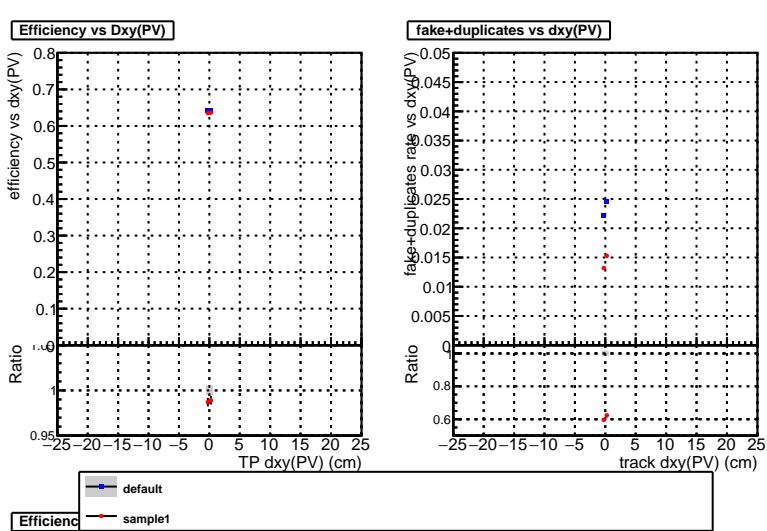 Efficiency vs Dxy(PV)
fake+duplicates vs dxy(PV)
efficiency vs dxy(PV)
0.8
0.7
0.6
0.5
0.4
0.3
0.2
0.1
0
fake+duplicates rate vs dxy(PV)
0.05
0.045
0.04
0.035
0.03
0.025
0.02
0.015
0.01
0.005
0
Ratio
1
0.95
Ratio
1
0.8
0.6
−25 −20 −15 −10 −5 0 5 10 15 20 25
−25 −20 −15 −10 −5 0 5 10 15 20 25
TP dxy(PV) (cm)
track dxy(PV) (cm)
default
sample1
Efficienc